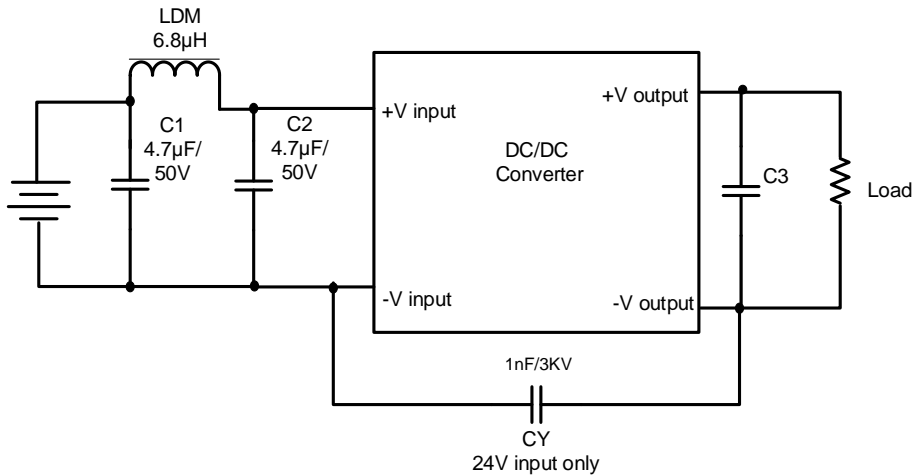 LDM
6.8µH
C1
4.7µF/
50V
C2
4.7µF/
50V
+V input
-V input
DC/DC
Converter
+V output
-V output
C3
Load
1nF/3KV
CY
24V input only